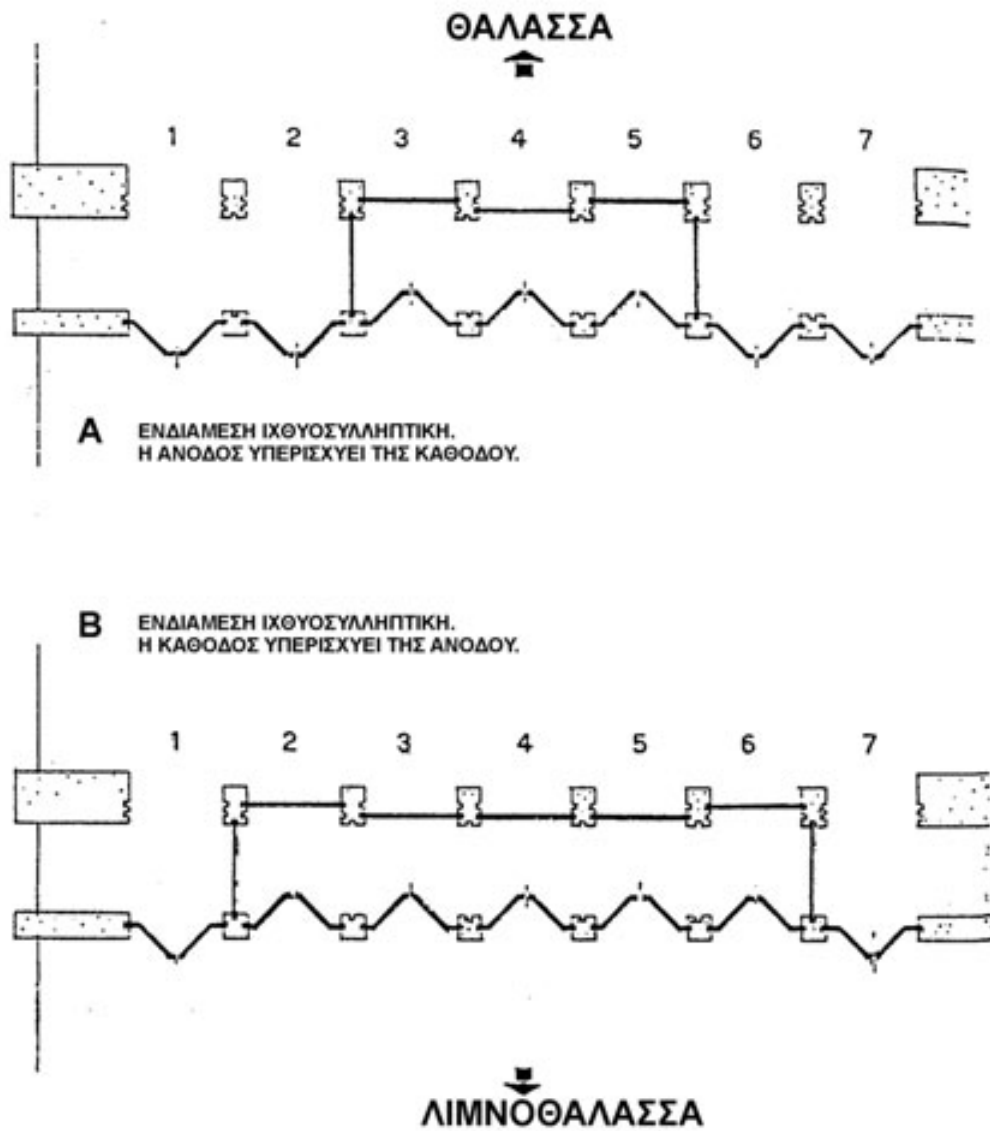 ΘΑΛΑΣΣΑ
1 2 3 4 5 6 7
Α ΕΝΔΙΑΜΕΣΗ ΙΧΘΥΟΣΥΛΛΗΠΤΙΚΗ.
Η ΑΝΟΔΟΣ ΥΠΕΡΙΣΧΥΕΙ ΤΗΣ ΚΑΘΟΔΟΥ.
Β ΕΝΔΙΑΜΕΣΗ ΙΧΘΥΟΣΥΛΛΗΠΤΙΚΗ.
Η ΚΑΘΟΔΟΣ ΥΠΕΡΙΣΧΥΕΙ ΤΗΣ ΑΝΟΔΟΥ.
1 2 3 4 5 6 7
ΛΙΜΝΟΘΑΛΑΣΣΑ